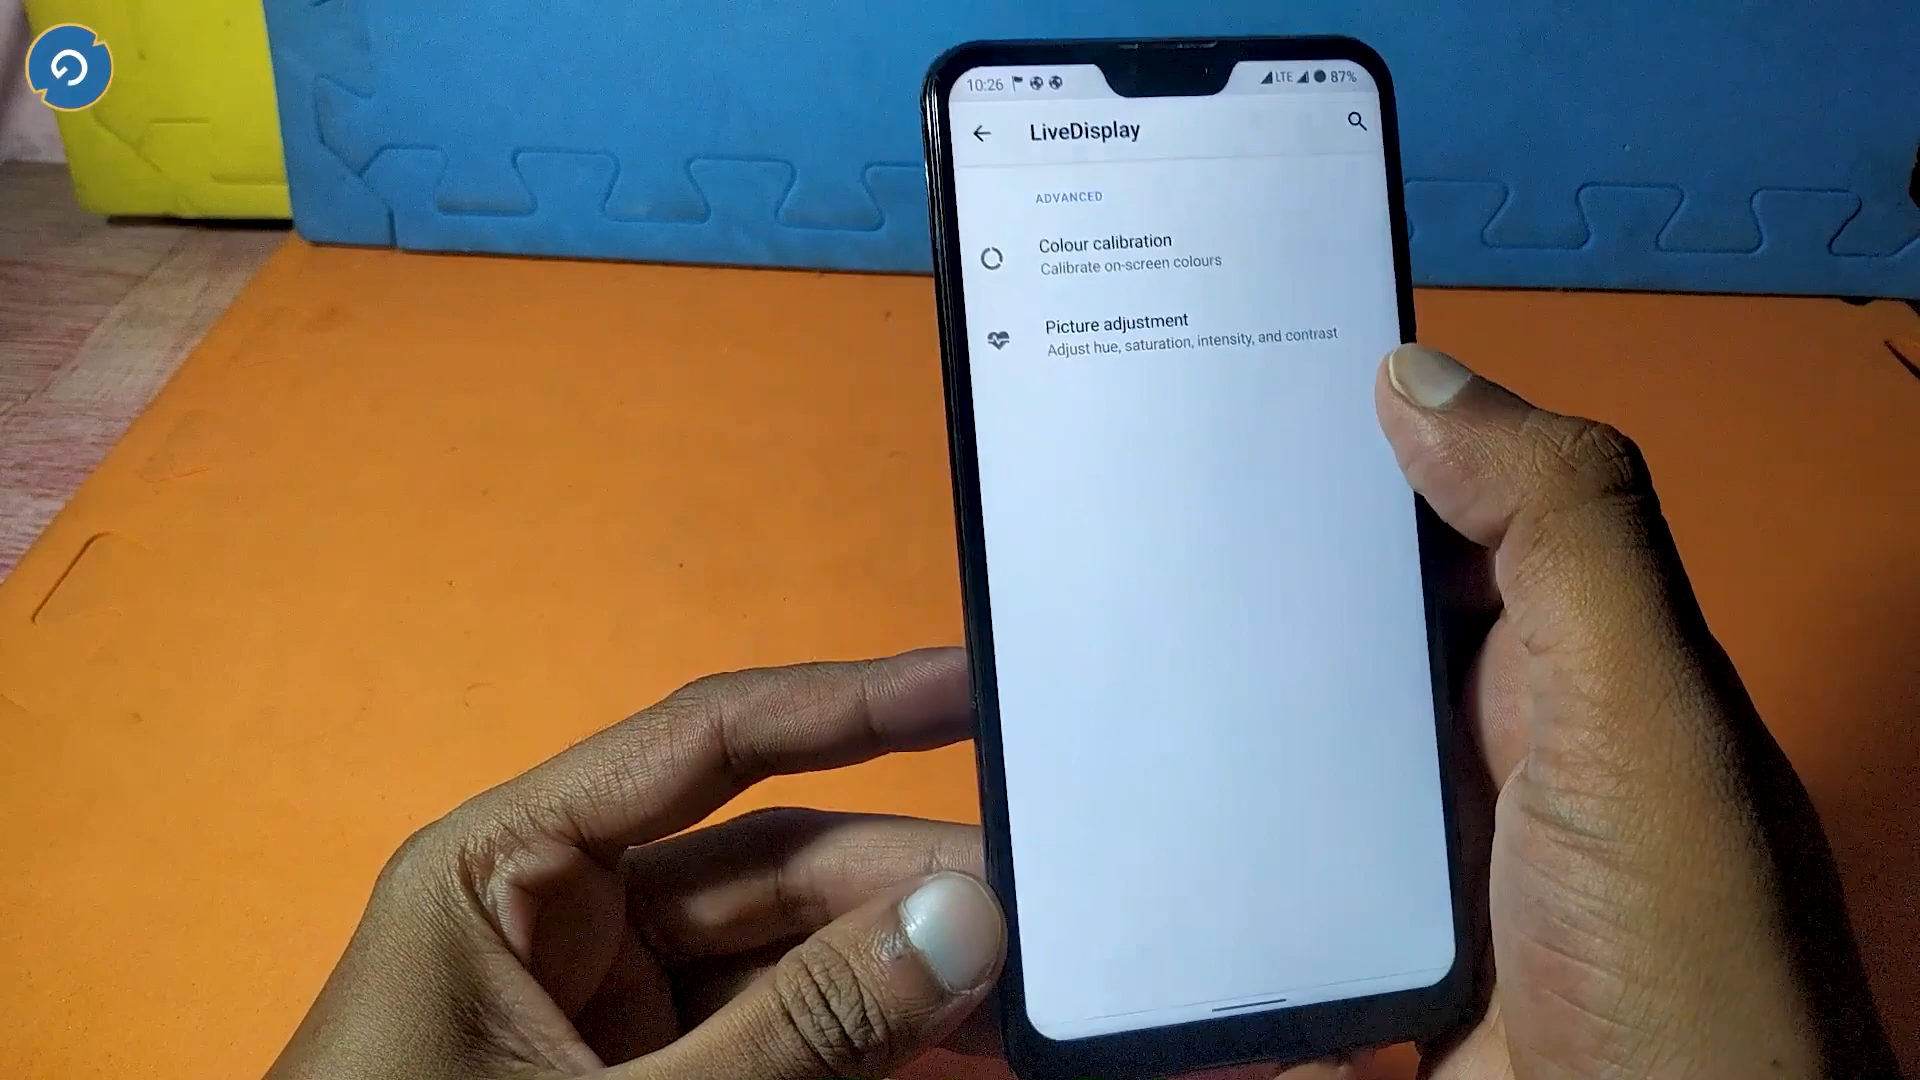 10:26 LTE 87%
LiveDisplay
ADVANCED
Colour calibration
Calibrate on-screen colours
Picture adjustment
Adjust hue, saturation, intensity, and contrast